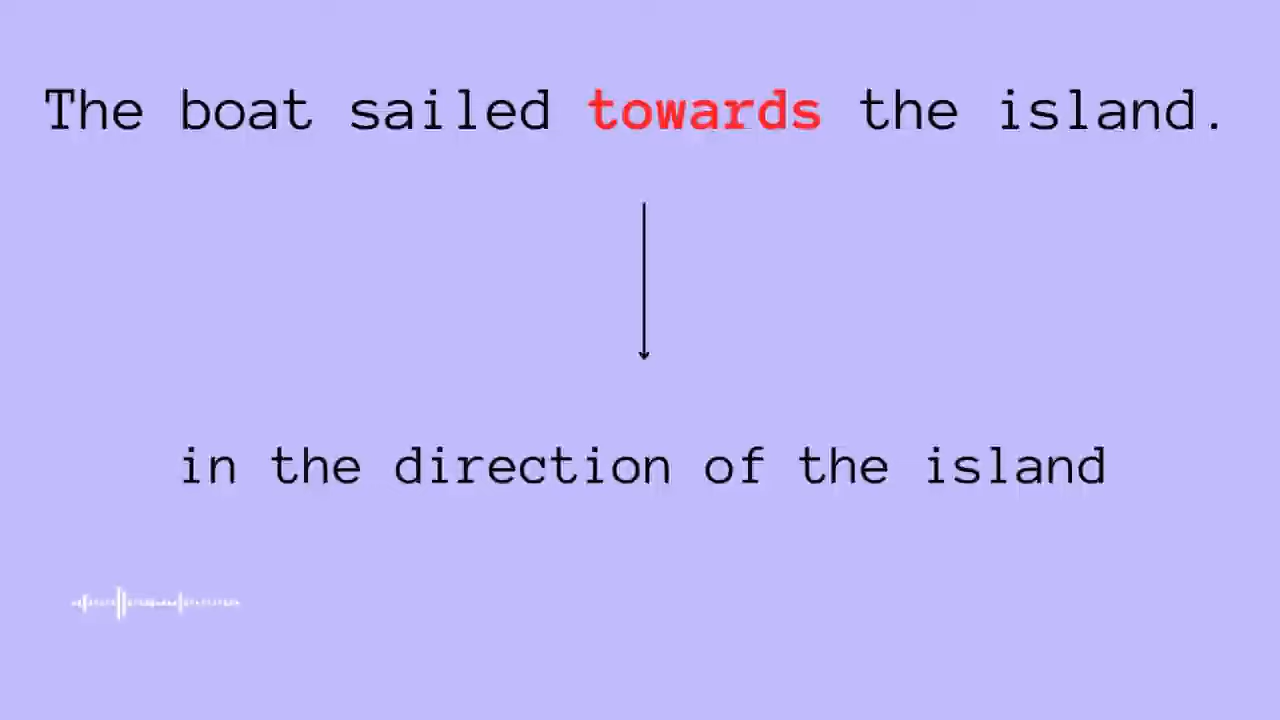 The boat sailed towards the island.
in the direction of the island